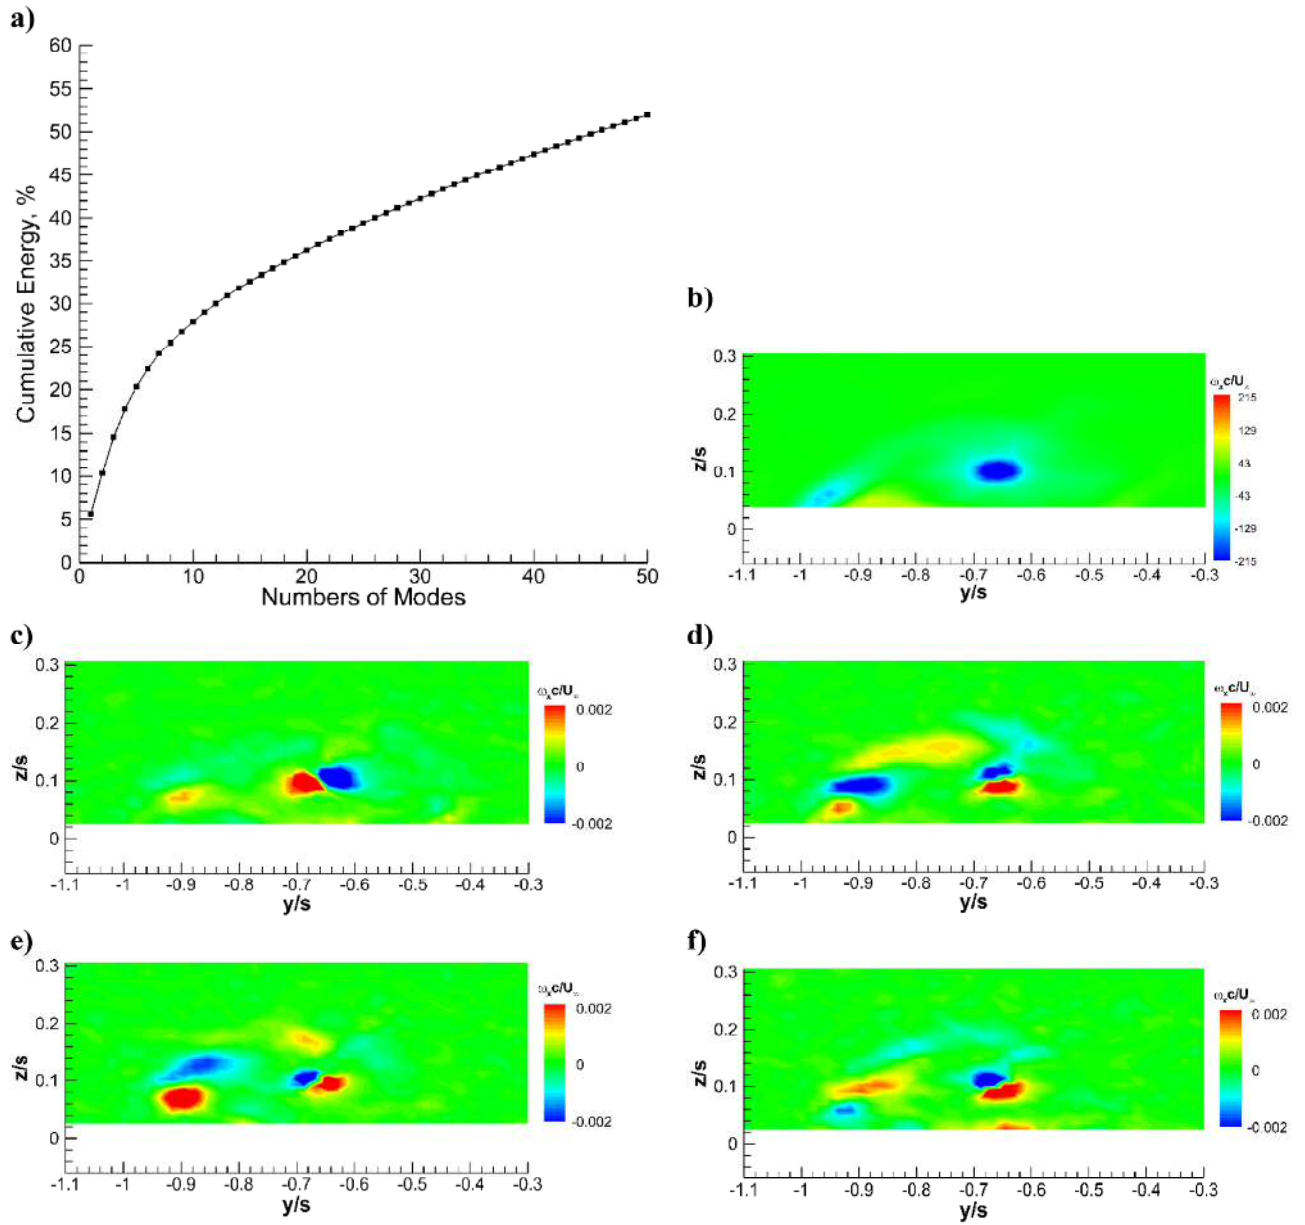 a)
60
55
50
45
40
35
30
25
20
15
10
5
0
Cumulative Energy, %
0 10 20 30 40 50
Numbers of Modes
b)
0.3
0.2
0.1
0
z/s
-1.1 -1 -0.9 -0.8 -0.7 -0.6 -0.5 -0.4 -0.3
y/s
ωₓc/U∞
215
129
43
-43
-129
-215
c)
0.3
0.2
0.1
0
z/s
-1.1 -1 -0.9 -0.8 -0.7 -0.6 -0.5 -0.4 -0.3
y/s
ωₓc/U∞
0.002
0
-0.002
d)
0.3
0.2
0.1
0
z/s
-1.1 -1 -0.9 -0.8 -0.7 -0.6 -0.5 -0.4 -0.3
y/s
ωₓc/U∞
0.002
0
-0.002
e)
0.3
0.2
0.1
0
z/s
-1.1 -1 -0.9 -0.8 -0.7 -0.6 -0.5 -0.4 -0.3
y/s
ωₓc/U∞
0.002
0
-0.002
f)
0.3
0.2
0.1
0
z/s
-1.1 -1 -0.9 -0.8 -0.7 -0.6 -0.5 -0.4 -0.3
y/s
ωₓc/U∞
0.002
0
-0.002